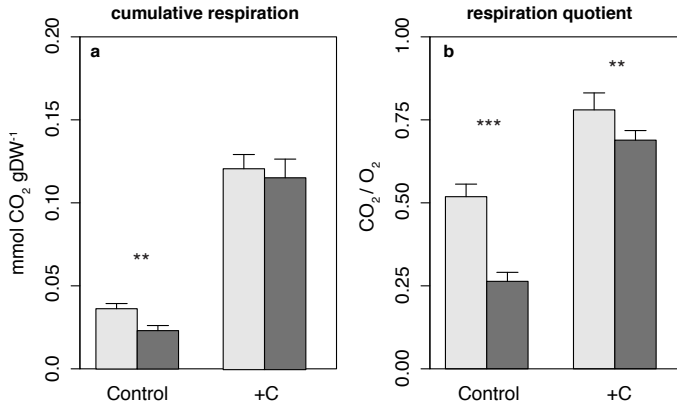 cumulative respiration
a
mmol CO₂ gDW⁻¹
0.20
0.15
0.10
0.05
0.0
**
Control
+C
respiration quotient
b
CO₂ / O₂
1.00
0.75
0.50
0.25
0.00
***
**
Control
+C